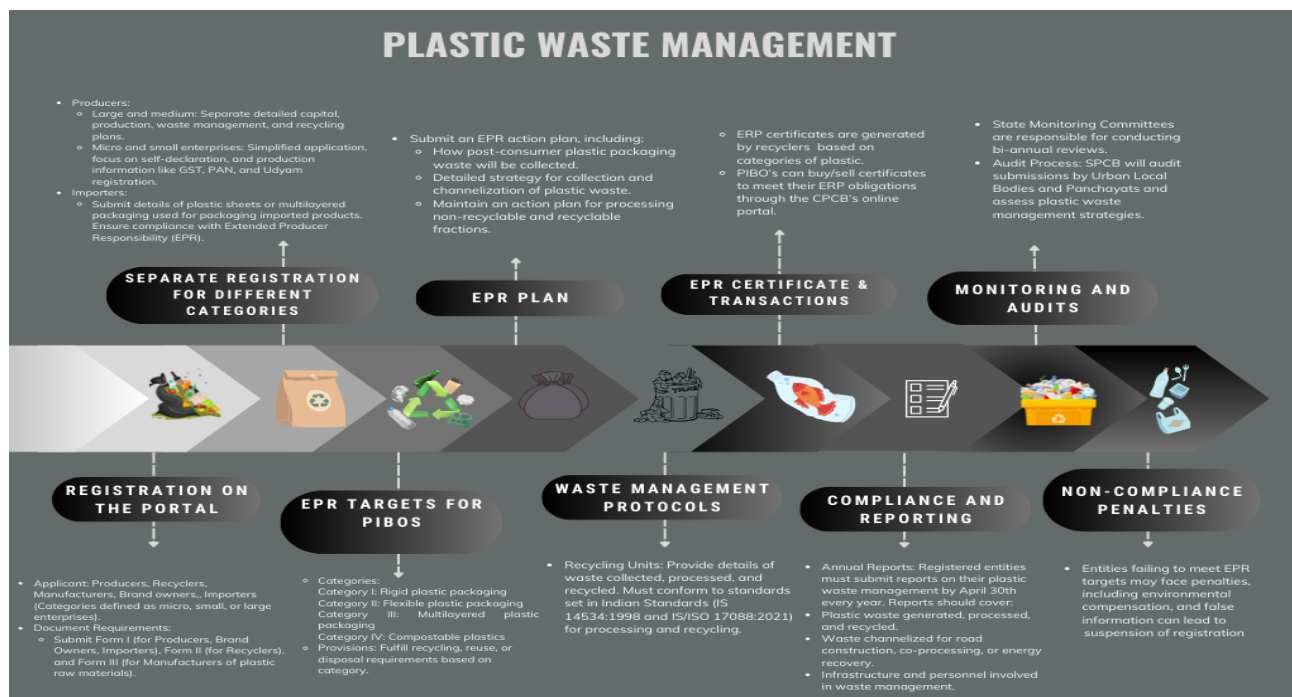 PLASTIC WASTE MANAGEMENT
• Producers:
◦ Large and medium: Separate detailed capital,
production, waste management, and recycling
plans.
◦ Micro and small enterprises: Simplified application,
focus on self-declaration, and production
information like GST, PAN, and Udyam
registration.
• Importers:
◦ Submit details of plastic sheets or multilayered
packaging used for packaging imported products.
Ensure compliance with Extended Producer
Responsibility (EPR).
SEPARATE REGISTRATION
FOR DIFFERENT
CATEGORIES
• Submit an EPR action plan, including:
◦ How post-consumer plastic packaging
waste will be collected.
◦ Detailed strategy for collection and
channelization of plastic waste.
◦ Maintain an action plan for processing
non-recyclable and recyclable
fractions.
EPR PLAN
◦ ERP certificates are generated
by recyclers based on
categories of plastic.
◦ PIBO's can buy/sell certificates
to meet their ERP obligations
through the CPCB's online
portal.
EPR CERTIFICATE &
TRANSACTIONS
• State Monitoring Committees
are responsible for conducting
bi-annual reviews.
• Audit Process: SPCB will audit
submissions by Urban Local
Bodies and Panchayats and
assess plastic waste
management strategies.
MONITORING AND
AUDITS
REGISTRATION ON
THE PORTAL
• Applicant: Producers, Recyclers,
Manufacturers, Brand owners,, Importers
(Categories defined as micro, small, or large
enterprises).
• Document Requirements:
◦ Submit Form I (for Producers, Brand
Owners, Importers), Form II (for Recyclers),
and Form III (for Manufacturers of plastic
raw materials).
EPR TARGETS FOR
PIBOS
◦ Categories:
Category I: Rigid plastic packaging
Category II: Flexible plastic packaging
Category III: Multilayered plastic
packaging
Category IV: Compostable plastics
◦ Provisions: Fulfill recycling, reuse, or
disposal requirements based on
category.
WASTE MANAGEMENT
PROTOCOLS
• Recycling Units: Provide details of
waste collected, processed, and
recycled. Must conform to standards
set in Indian Standards (IS
14534:1998 and IS/ISO 17088:2021)
for processing and recycling.
COMPLIANCE AND
REPORTING
• Annual Reports: Registered entities
must submit reports on their plastic
waste management by April 30th
every year. Reports should cover:
• Plastic waste generated, processed,
and recycled.
• Waste channelized for road
construction, co-processing, or energy
recovery.
• Infrastructure and personnel involved
in waste management.
NON-COMPLIANCE
PENALTIES
• Entities failing to meet EPR
targets may face penalties,
including environmental
compensation, and false
information can lead to
suspension of registration